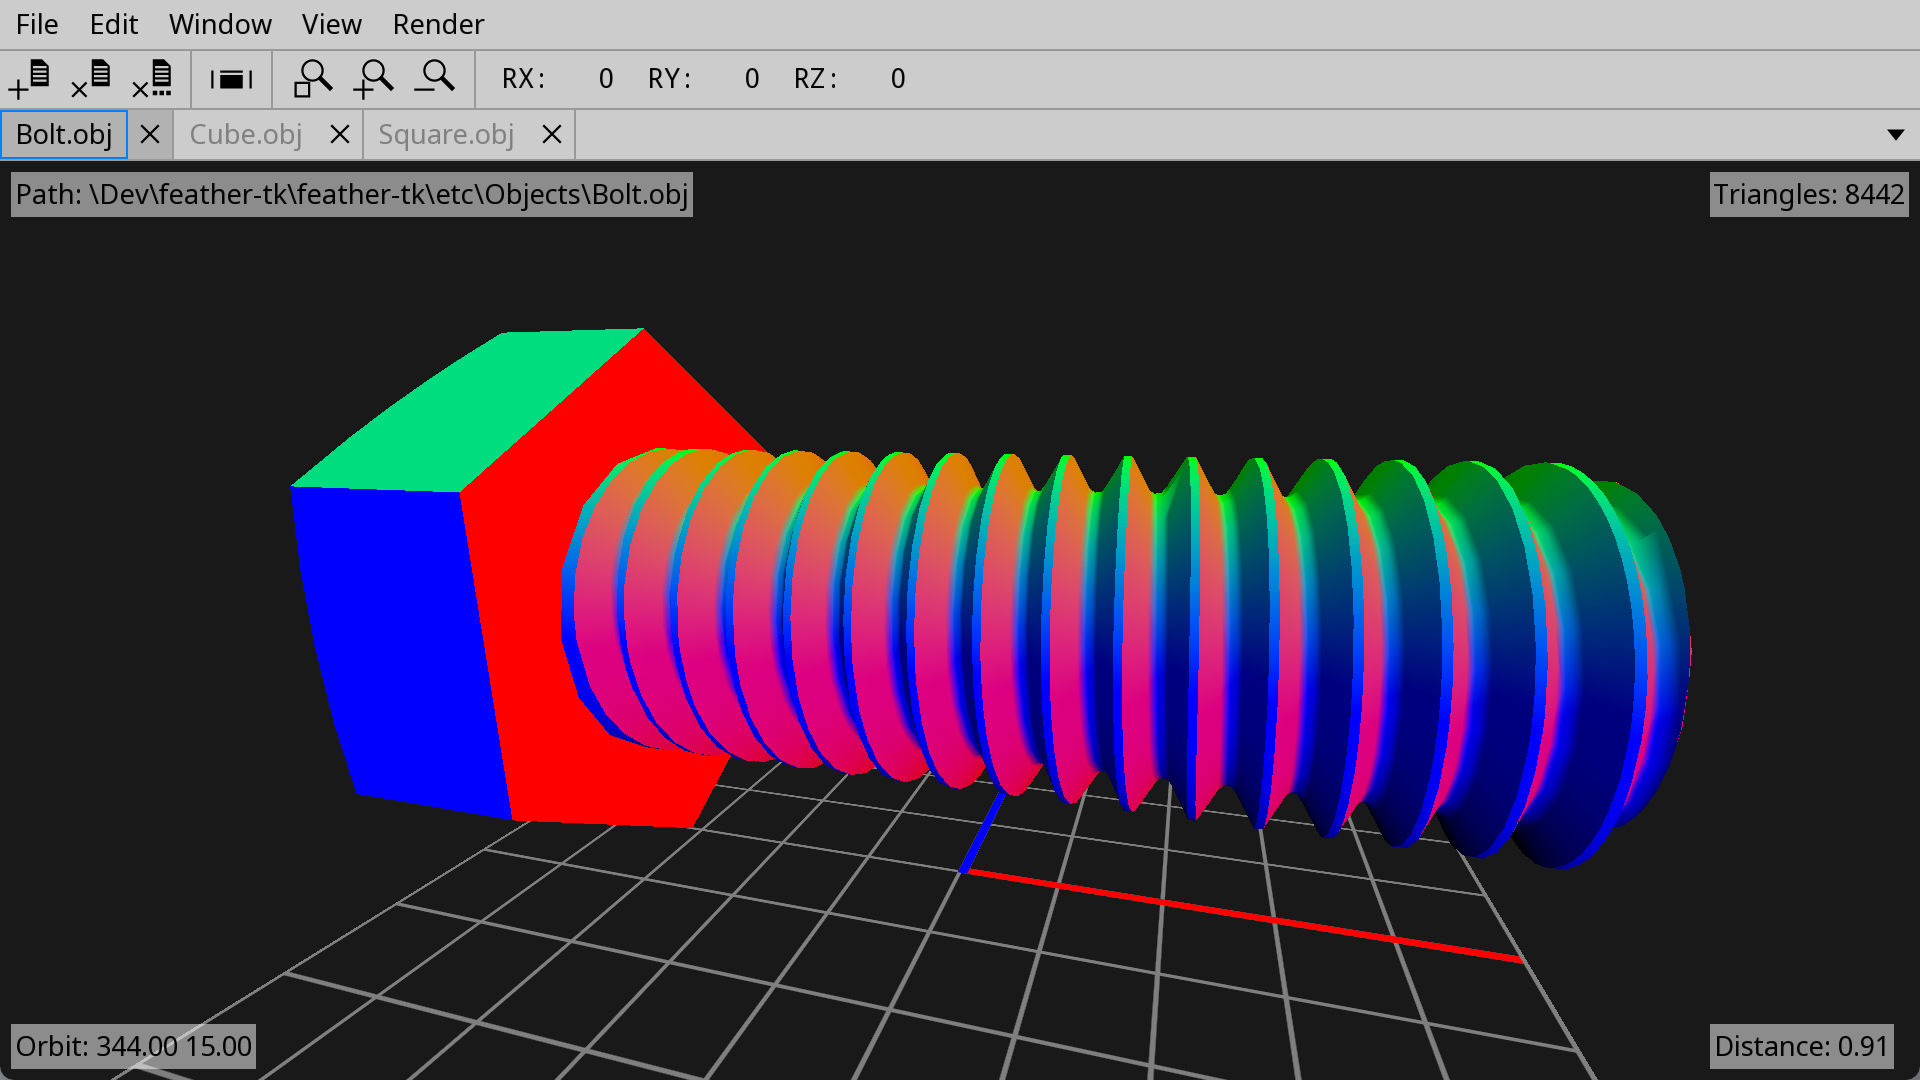 File Edit Window View Render
RX: 0 RY: 0 RZ: 0
Bolt.obj Cube.obj Square.obj
Path: \Dev\feather-tk\feather-tk\etc\Objects\Bolt.obj
Triangles: 8442
Orbit: 344.00 15.00
Distance: 0.91